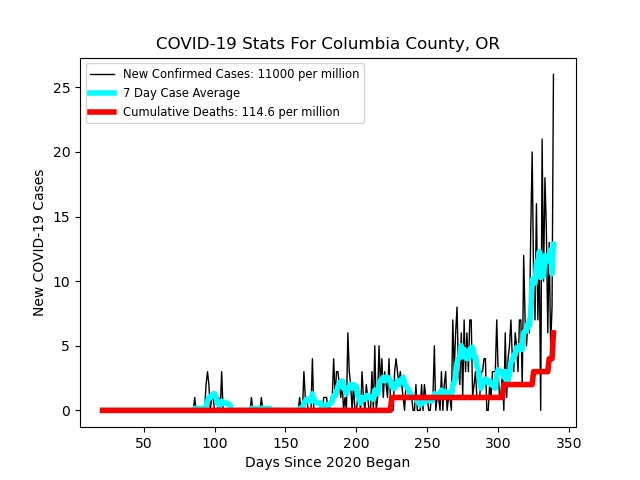 COVID-19 Stats For Columbia County, OR
New Confirmed Cases: 11000 per million
7 Day Case Average
Cumulative Deaths: 114.6 per million
New COVID-19 Cases
25
20
15
10
5
0
50
100
150
200
250
300
350
Days Since 2020 Began